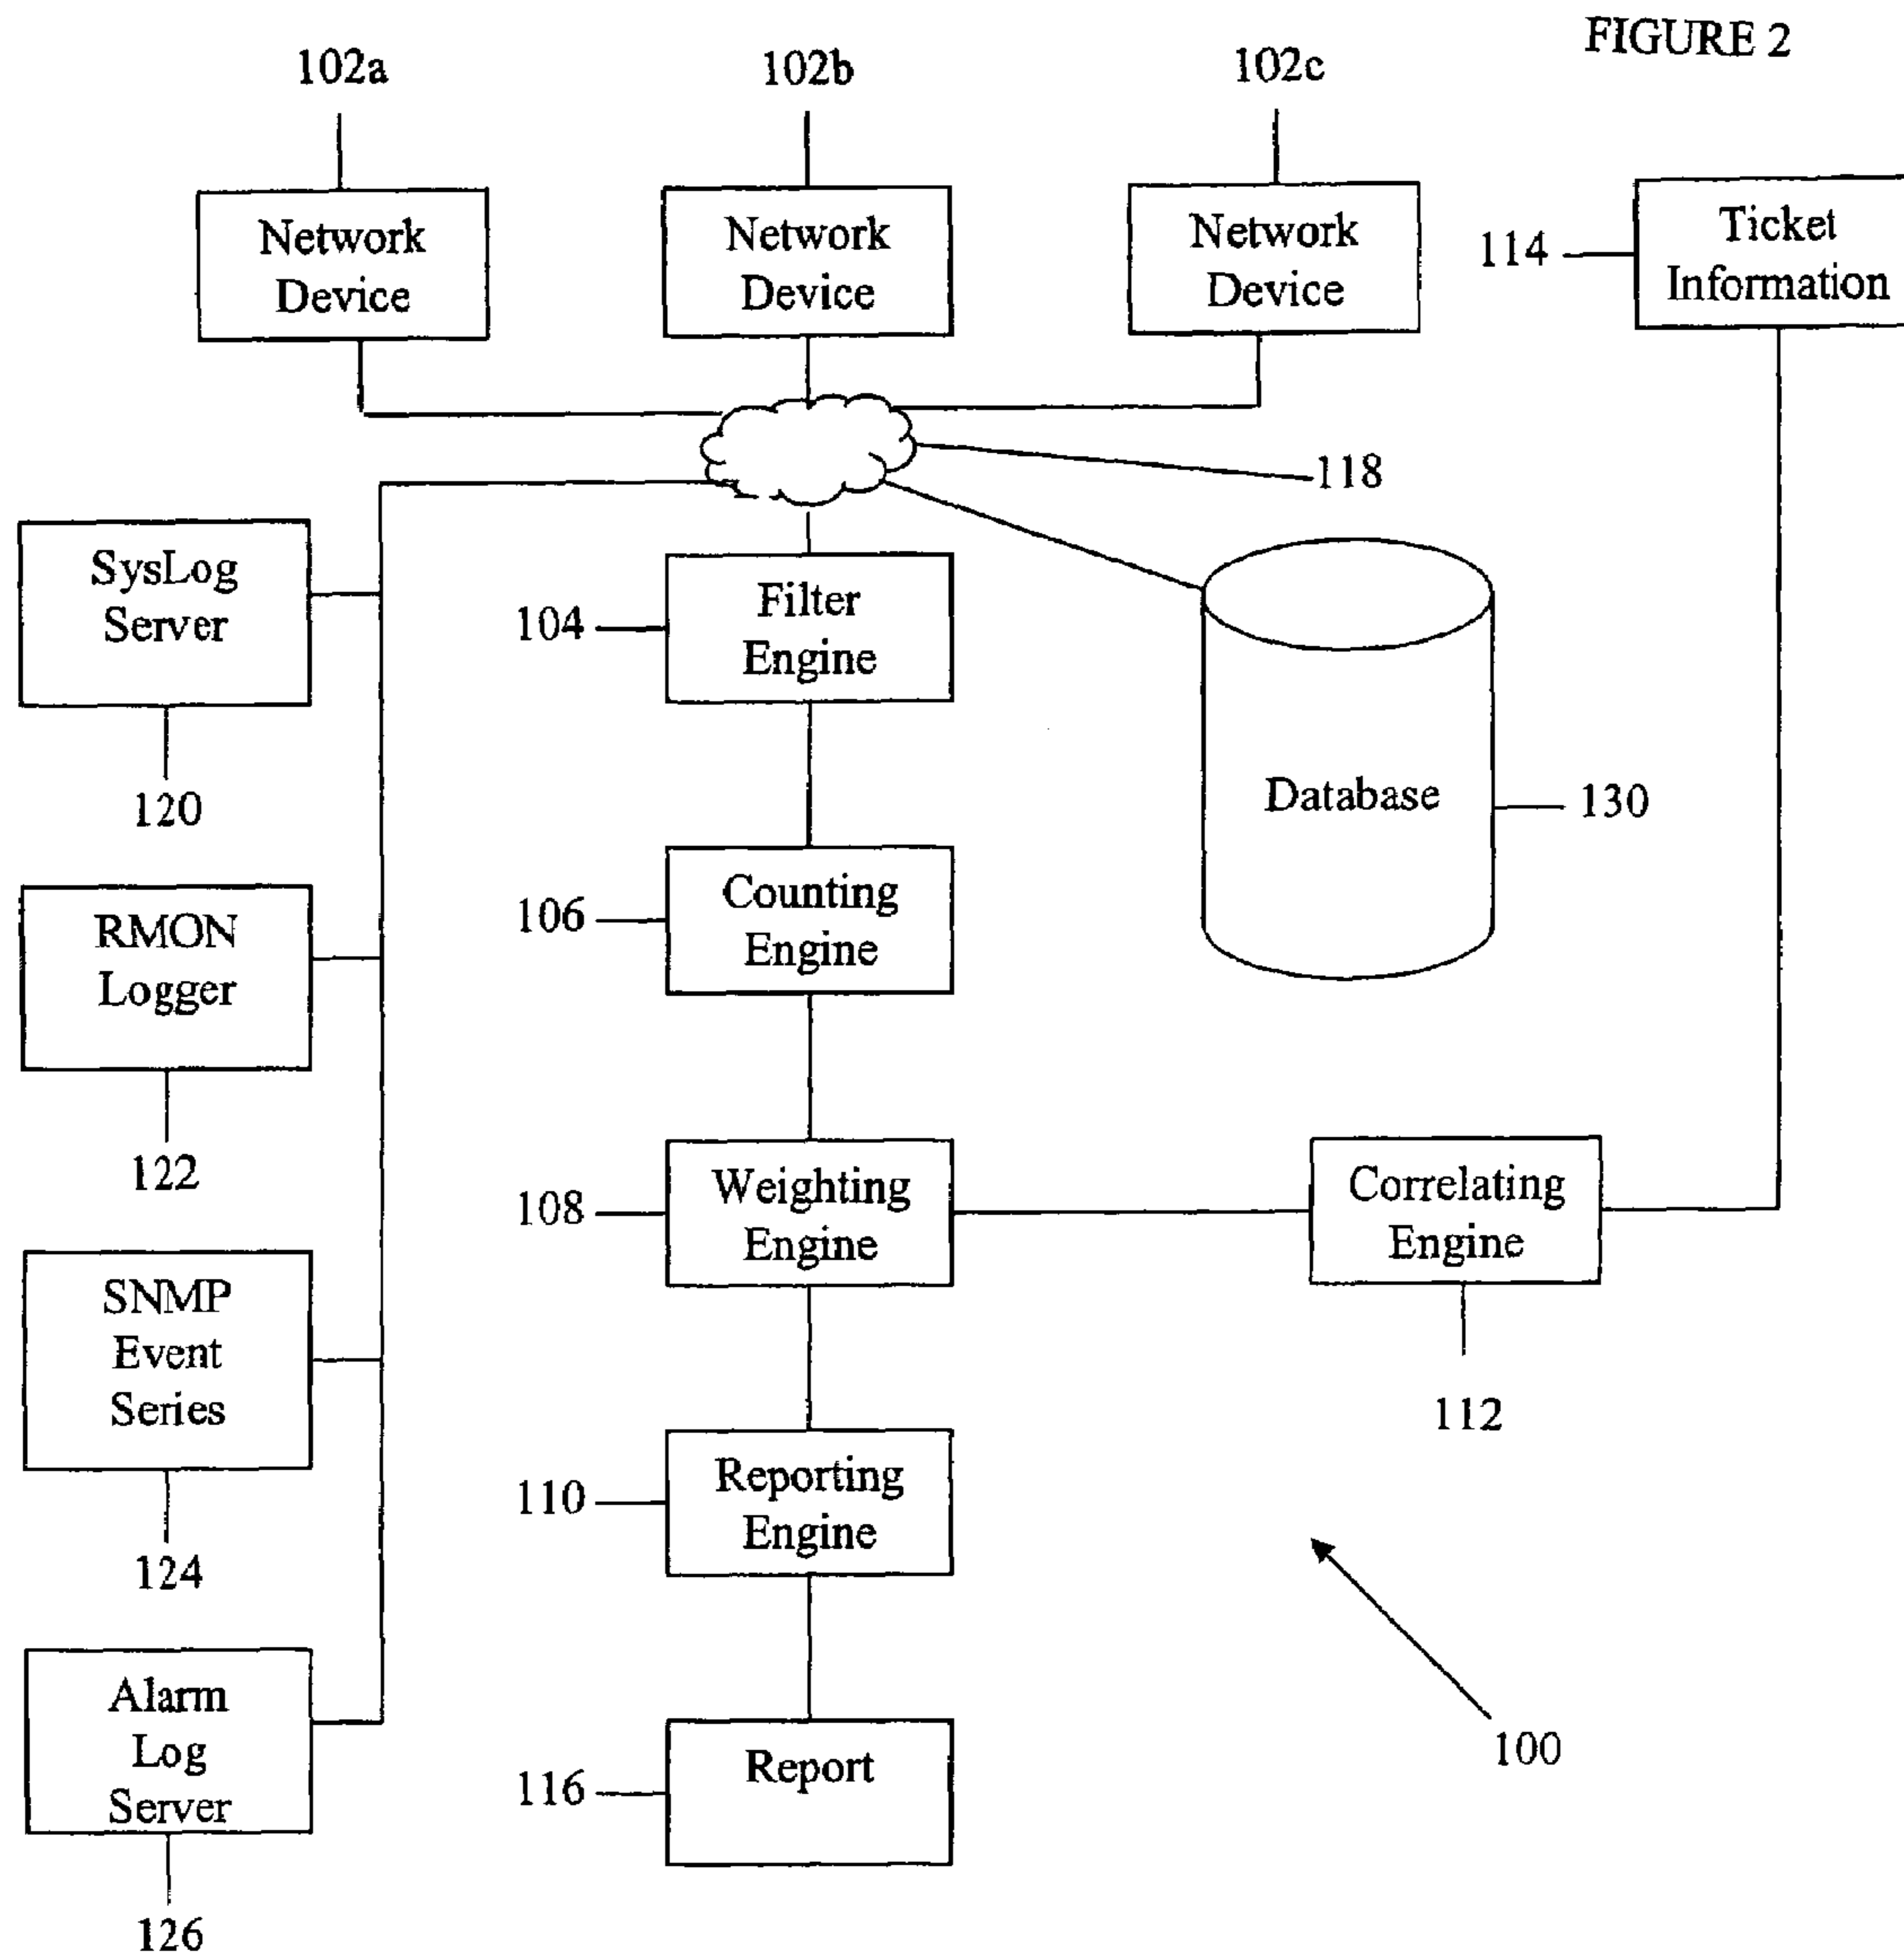 FIGURE 2
102a
102b
102c
Network
Device
Network
Device
Network
Device
114
Ticket
Information
118
SysLog
Server
120
104
Filter
Engine
Database
130
106
Counting
Engine
RMON
Logger
122
108
Weighting
Engine
Correlating
Engine
112
SNMP
Event
Series
124
110
Reporting
Engine
100
Alarm
Log
Server
126
116
Report